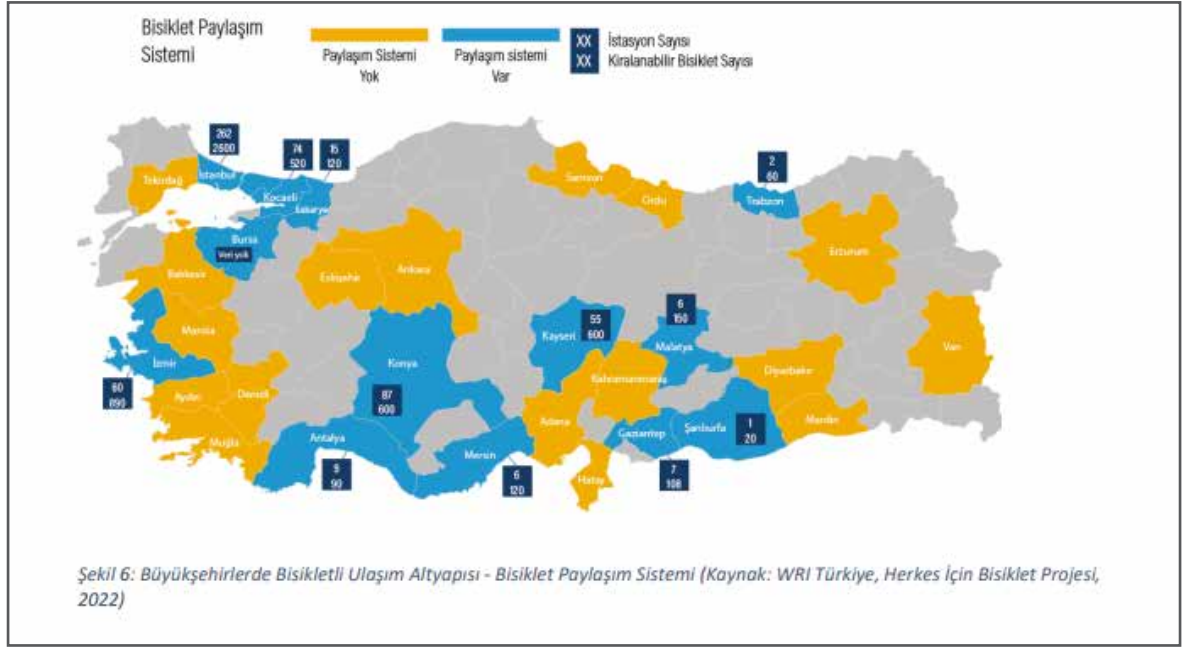 Bisiklet Paylaşım
Sistemi
Paylaşım Sistemi
Yok
Paylaşım sistemi
Var
XX
XX
İstasyon Sayısı
Kiralanabilir Bisiklet Sayısı
262
2600
74
520
15
120
2
60
Tekirdağ
İstanbul
Kocaeli
Sakarya
Samsun
Ordu
Trabzon
Bursa
Veri yok
Erzurum
Balıkesir
Eskişehir
Ankara
Manisa
6
150
55
600
Kayseri
Malatya
Van
İzmir
Konya
60
890
Aydın
Denizli
87
600
Kahramanmaraş
Diyarbakır
Adana
Mardin
Muğla
Antalya
Mersin
Gaziantep
Şanlıurfa
1
20
90
6
120
7
108
Hatay
Şekil 6: Büyükşehirlerde Bisikletli Ulaşım Altyapısı - Bisiklet Paylaşım Sistemi (Kaynak: WRI Türkiye, Herkes İçin Bisiklet Projesi,
2022)